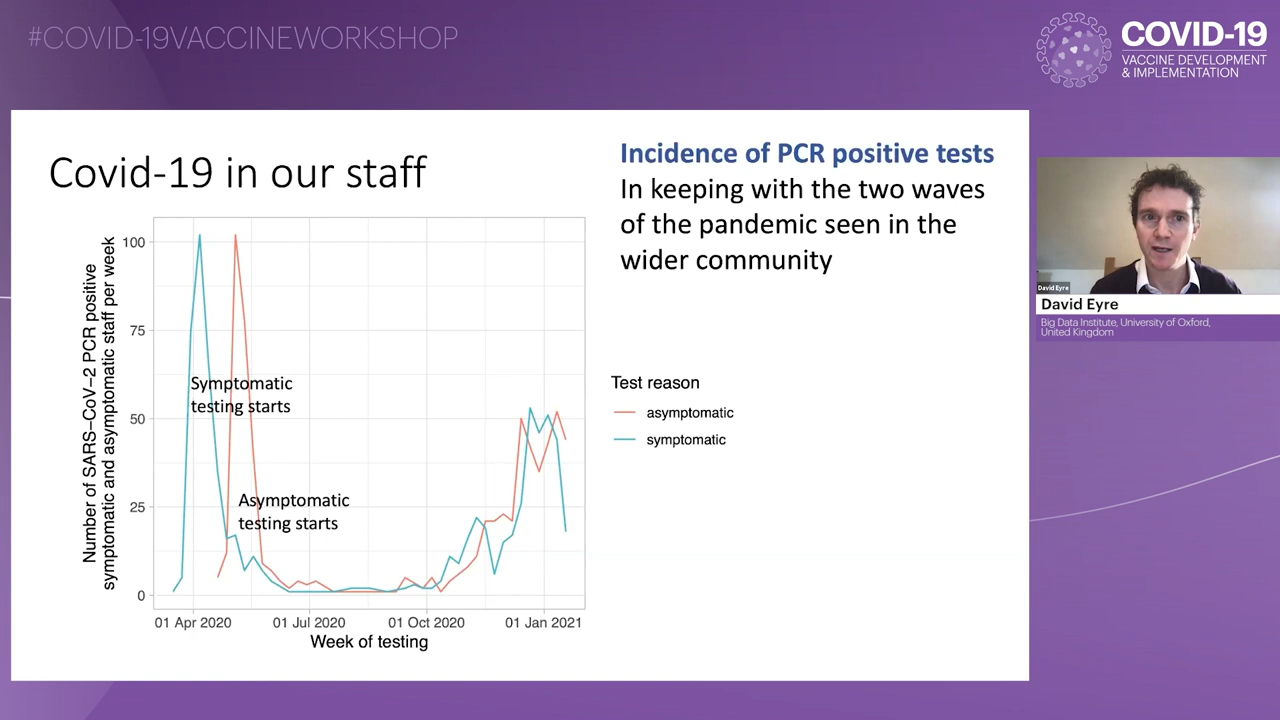 #COVID-19VACCINEWORKSHOP
COVID-19
VACCINE DEVELOPMENT
& IMPLEMENTATION
Covid-19 in our staff
Incidence of PCR positive tests
In keeping with the two waves
of the pandemic seen in the
wider community
Number of SARS−CoV−2 PCR positive
symptomatic and asymptomatic staff per week
100
75
50
25
0
Symptomatic
testing starts
Asymptomatic
testing starts
01 Apr 2020
01 Jul 2020
01 Oct 2020
01 Jan 2021
Week of testing
Test reason
asymptomatic
symptomatic
David Eyre
David Eyre
Big Data Institute, University of Oxford,
United Kingdom